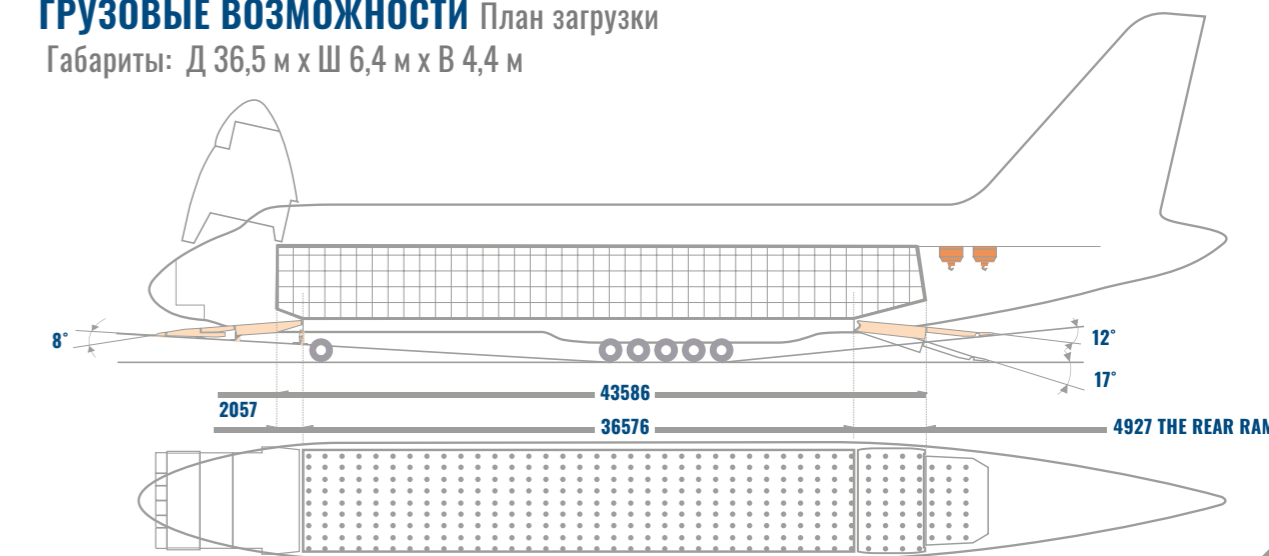 ГРУЗОВЫЕ ВОЗМОЖНОСТИ План загрузки
Габариты: Д 36,5 м x Ш 6,4 м x В 4,4 м
8°
12°
17°
43586
2057
36576
4927 THE REAR RAM